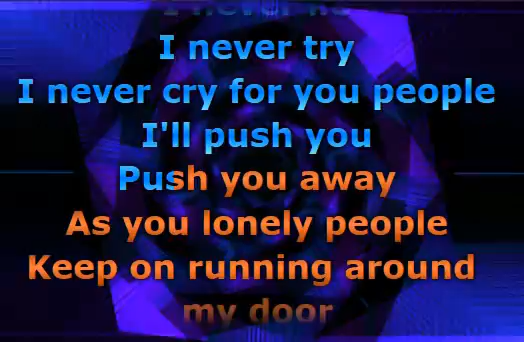 I never try
I never cry for you people
I'll push you
Push you away
As you lonely people
Keep on running around
my door